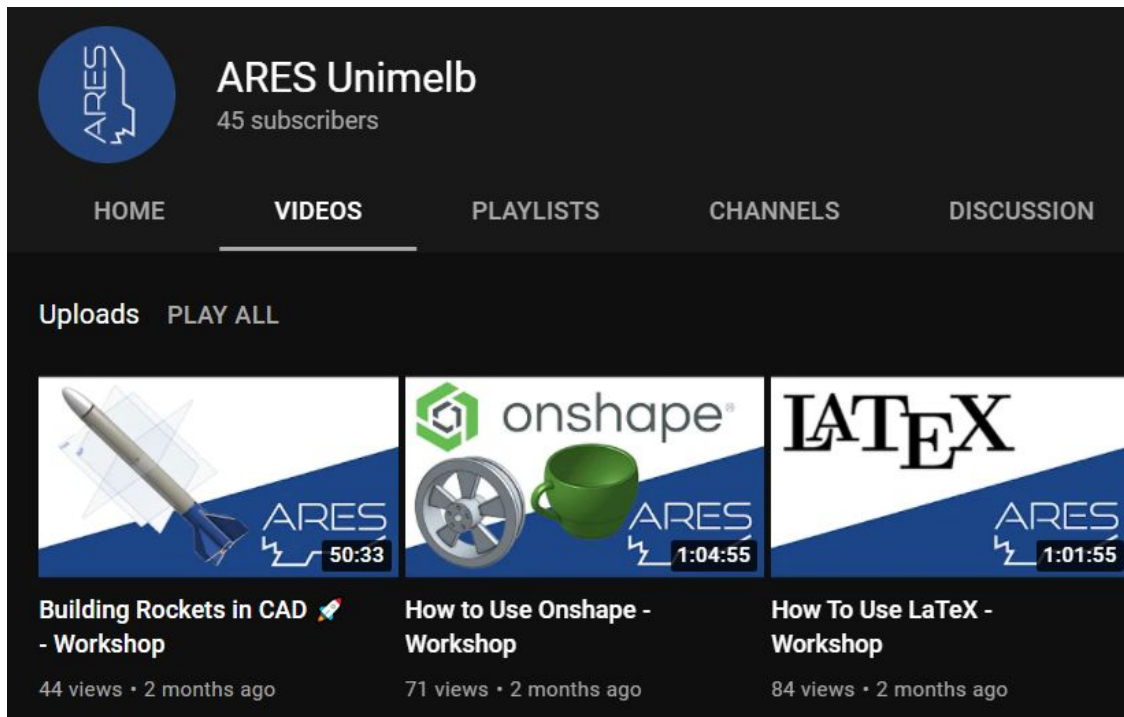 ARES
ARES Unimelb
45 subscribers
HOME VIDEOS PLAYLISTS CHANNELS DISCUSSION
Uploads PLAY ALL
ARES
50:33
onshape®
ARES
1:04:55
LATEX
ARES
1:01:55
Building Rockets in CAD 🚀
- Workshop
44 views • 2 months ago
How to Use Onshape -
Workshop
71 views • 2 months ago
How To Use LaTeX -
Workshop
84 views • 2 months ago